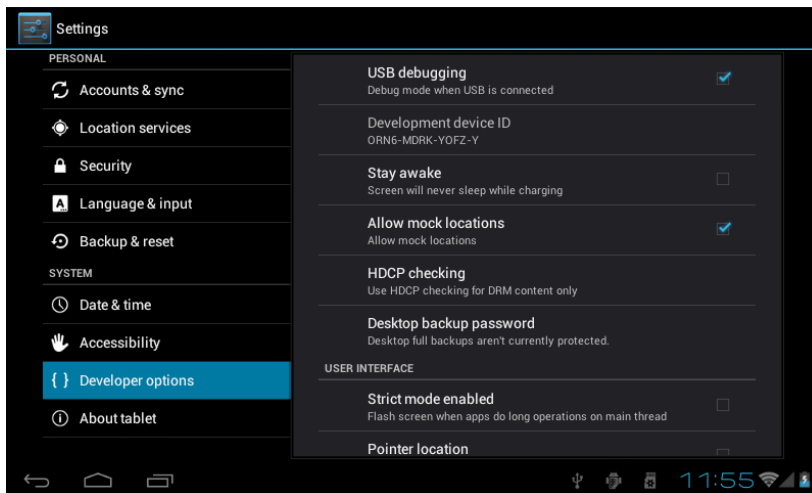 Settings
PERSONAL
Accounts & sync
Location services
Security
Language & input
Backup & reset
SYSTEM
Date & time
Accessibility
{ } Developer options
About tablet
USB debugging
Debug mode when USB is connected
Development device ID
ORN6-MDRK-YOFZ-Y
Stay awake
Screen will never sleep while charging
Allow mock locations
Allow mock locations
HDCP checking
Use HDCP checking for DRM content only
Desktop backup password
Desktop full backups aren't currently protected.
USER INTERFACE
Strict mode enabled
Flash screen when apps do long operations on main thread
Pointer location
11:55